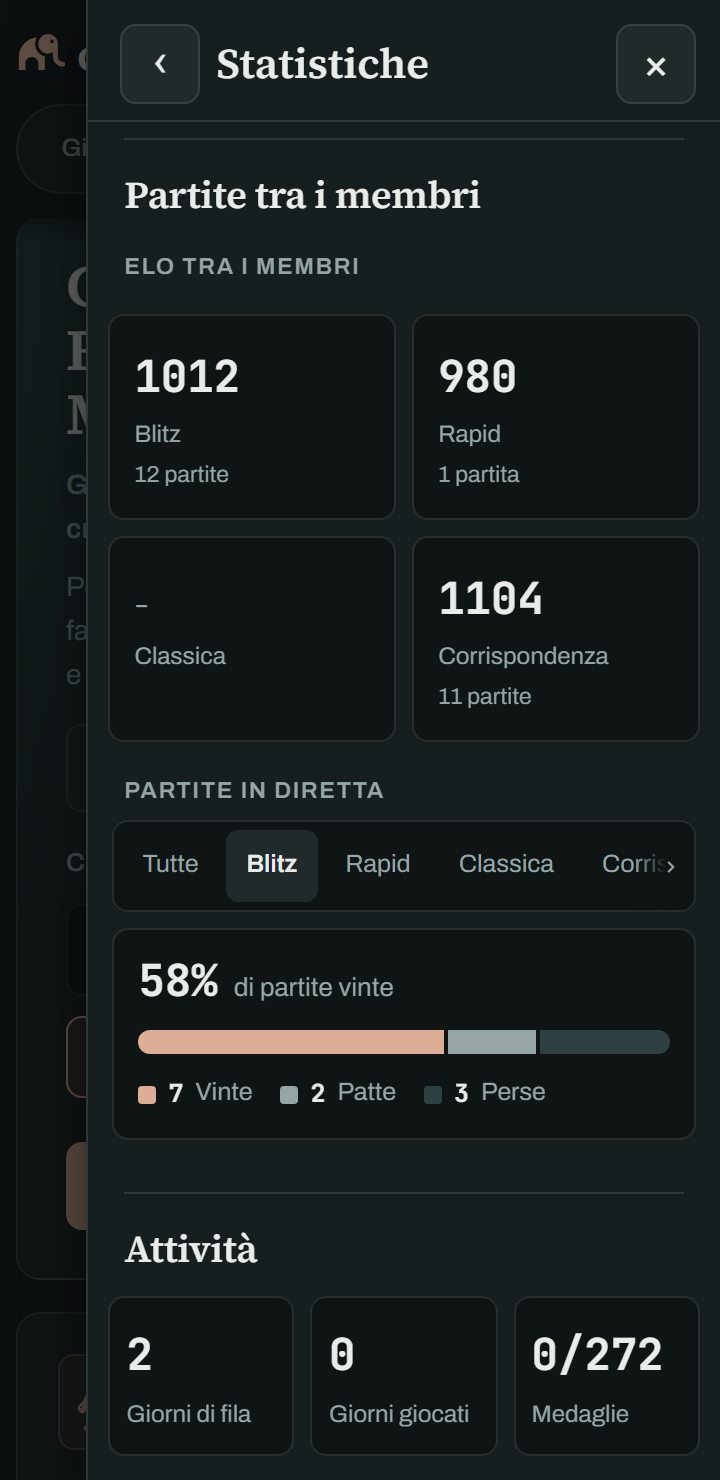 ‹ Statistiche ×
Partite tra i membri
ELO TRA I MEMBRI
1012
Blitz
12 partite
980
Rapid
1 partita
–
Classica
1104
Corrispondenza
11 partite
PARTITE IN DIRETTA
Tutte Blitz Rapid Classica Corris ›
58% di partite vinte
7 Vinte 2 Patte 3 Perse
Attività
2
Giorni di fila
0
Giorni giocati
0/272
Medaglie